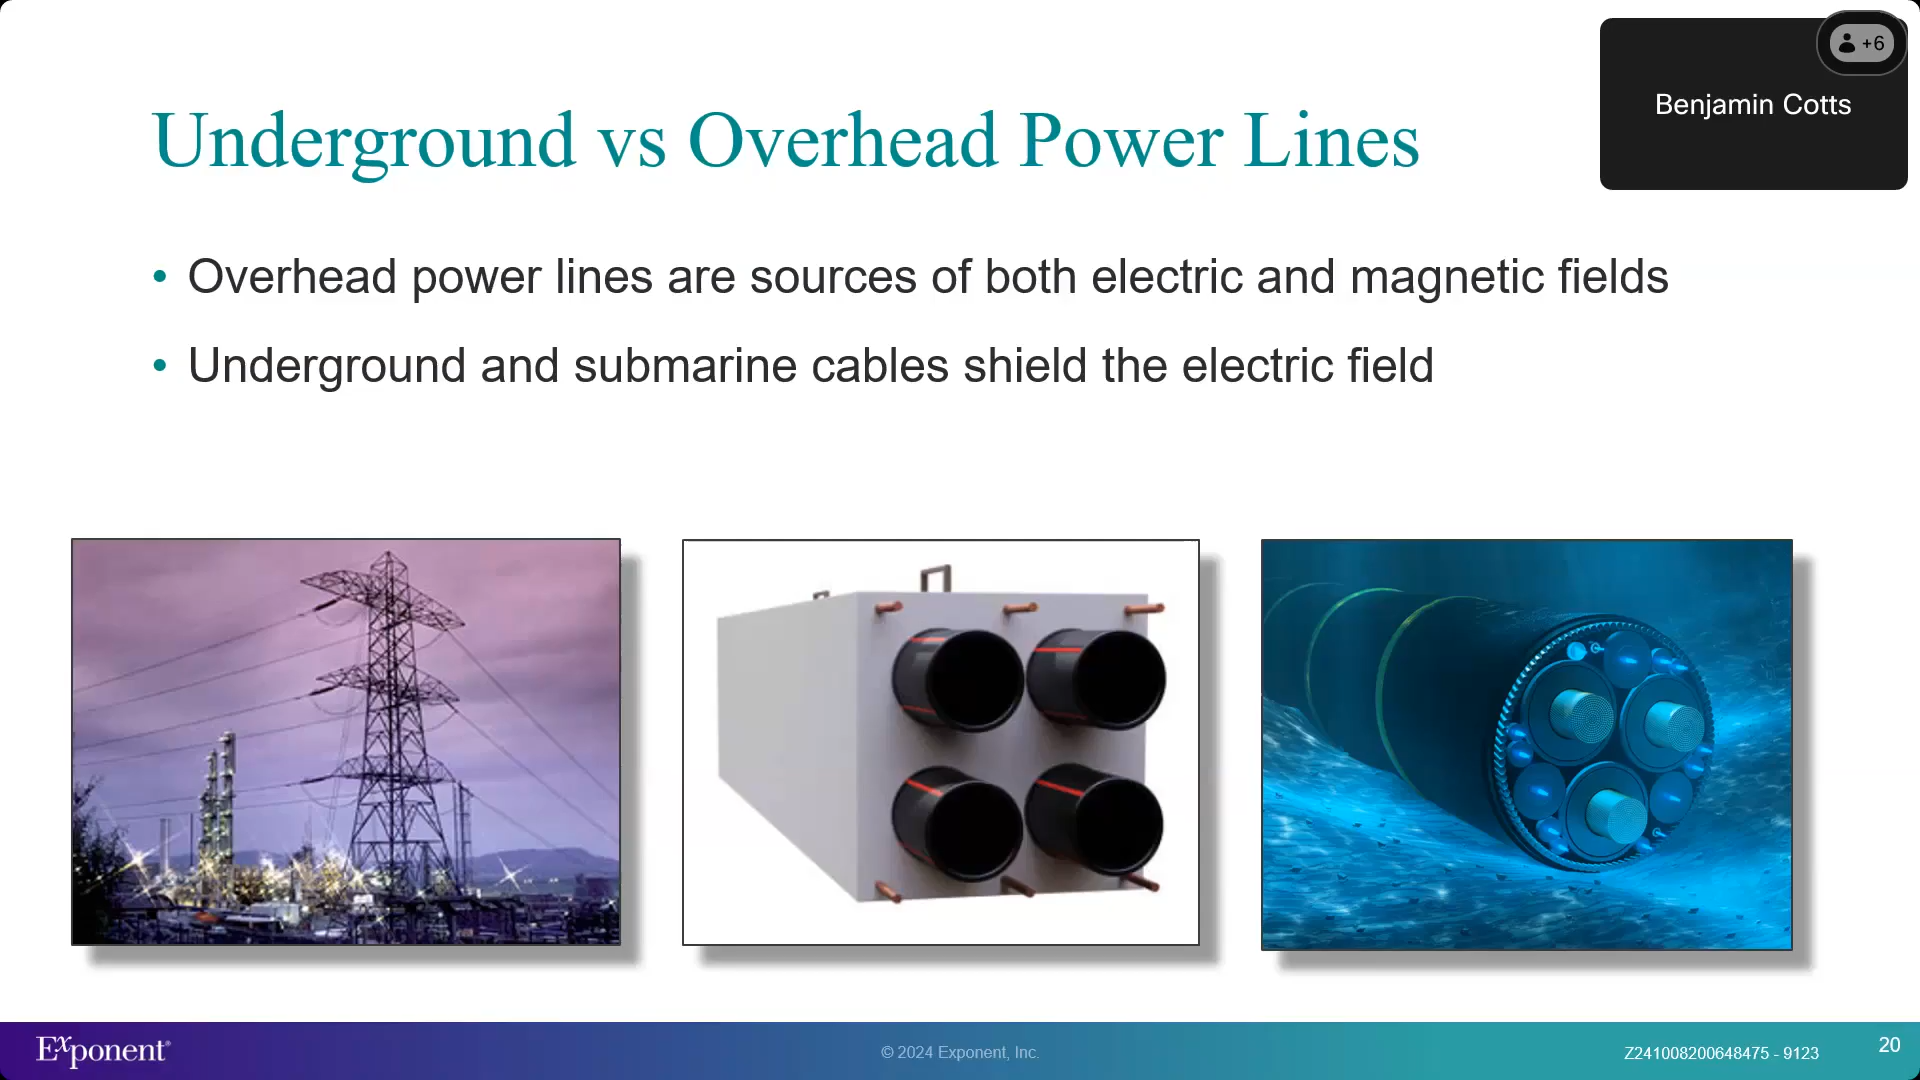 +6
Benjamin Cotts
Underground vs Overhead Power Lines
• Overhead power lines are sources of both electric and magnetic fields
• Underground and submarine cables shield the electric field
Exponent®
© 2024 Exponent, Inc.
Z241008200648475 - 9123
20